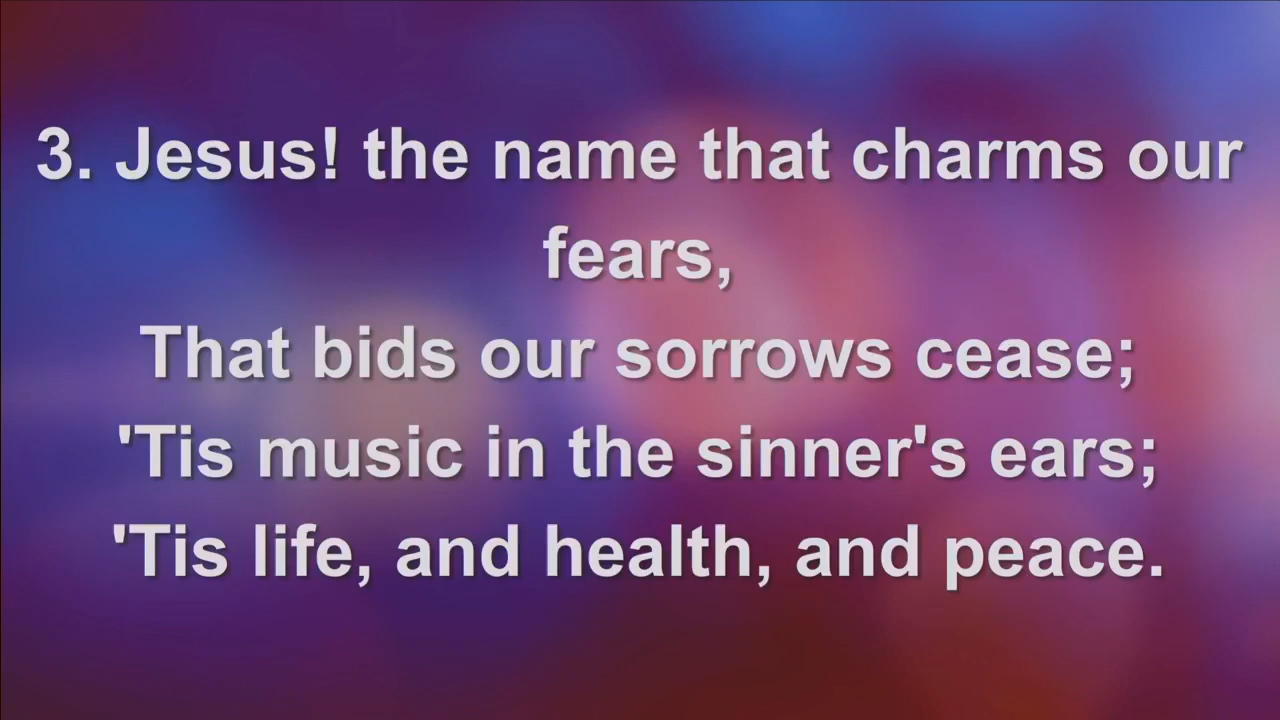 3. Jesus! the name that charms our
fears,
That bids our sorrows cease;
'Tis music in the sinner's ears;
'Tis life, and health, and peace.